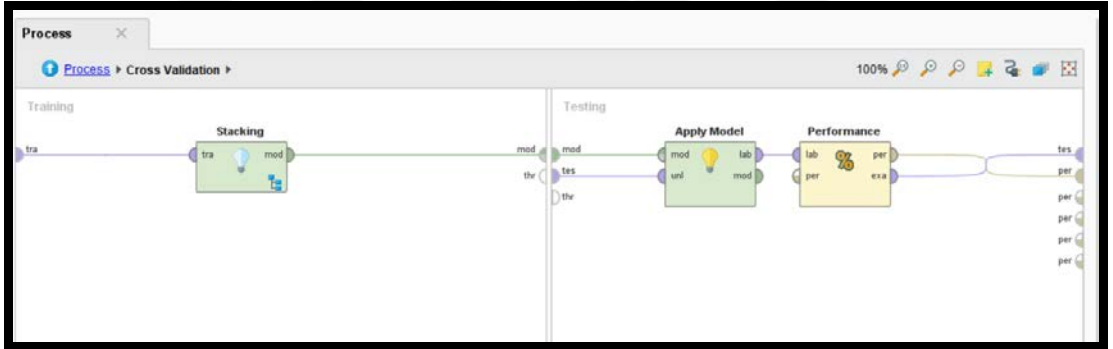 Process
Process ▸ Cross Validation ▸
100%
Training
Testing
Stacking
Apply Model
Performance
tra
tra
mod
mod
mod
mod
lab
lab
per
tes
thr
tes
unl
mod
per
exa
per
thr
per
per
per